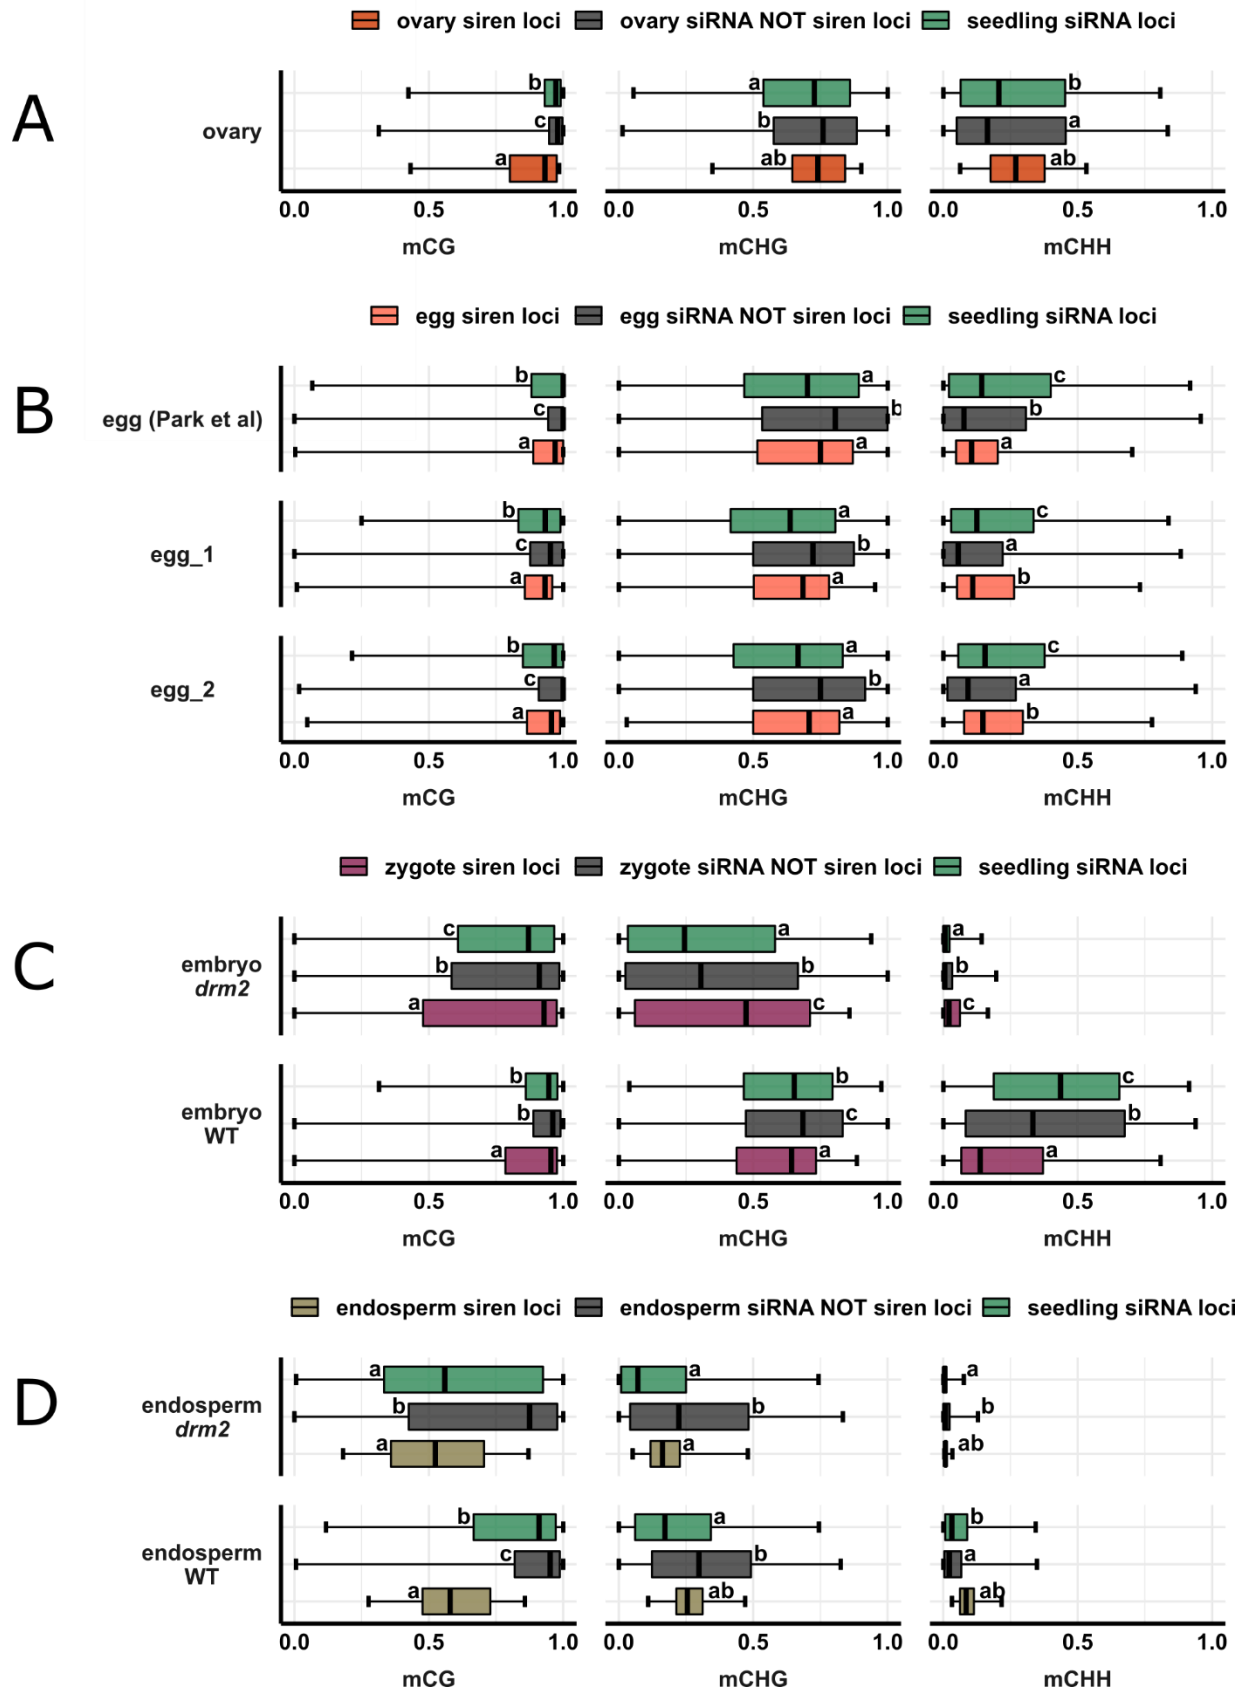 ovary siren loci ovary siRNA NOT siren loci seedling siRNA loci
A
b a b
ovary
c b a
a ab ab
0.0 0.5 1.0 0.0 0.5 1.0 0.0 0.5 1.0
mCG mCHG mCHH
egg siren loci egg siRNA NOT siren loci seedling siRNA loci
B
b a c
egg (Park et al)
c b b
a a a
b a c
egg_1
c b a
a a b
b a c
egg_2
c b a
a a b
0.0 0.5 1.0 0.0 0.5 1.0 0.0 0.5 1.0
mCG mCHG mCHH
zygote siren loci zygote siRNA NOT siren loci seedling siRNA loci
C
c a a
embryo
drm2
b b b
a c c
b b c
embryo
WT
b c b
a a a
0.0 0.5 1.0 0.0 0.5 1.0 0.0 0.5 1.0
mCG mCHG mCHH
endosperm siren loci endosperm siRNA NOT siren loci seedling siRNA loci
D
a a a
endosperm
drm2
b b b
a a ab
b a b
endosperm
WT
c b a
a ab ab
0.0 0.5 1.0 0.0 0.5 1.0 0.0 0.5 1.0
mCG mCHG mCHH